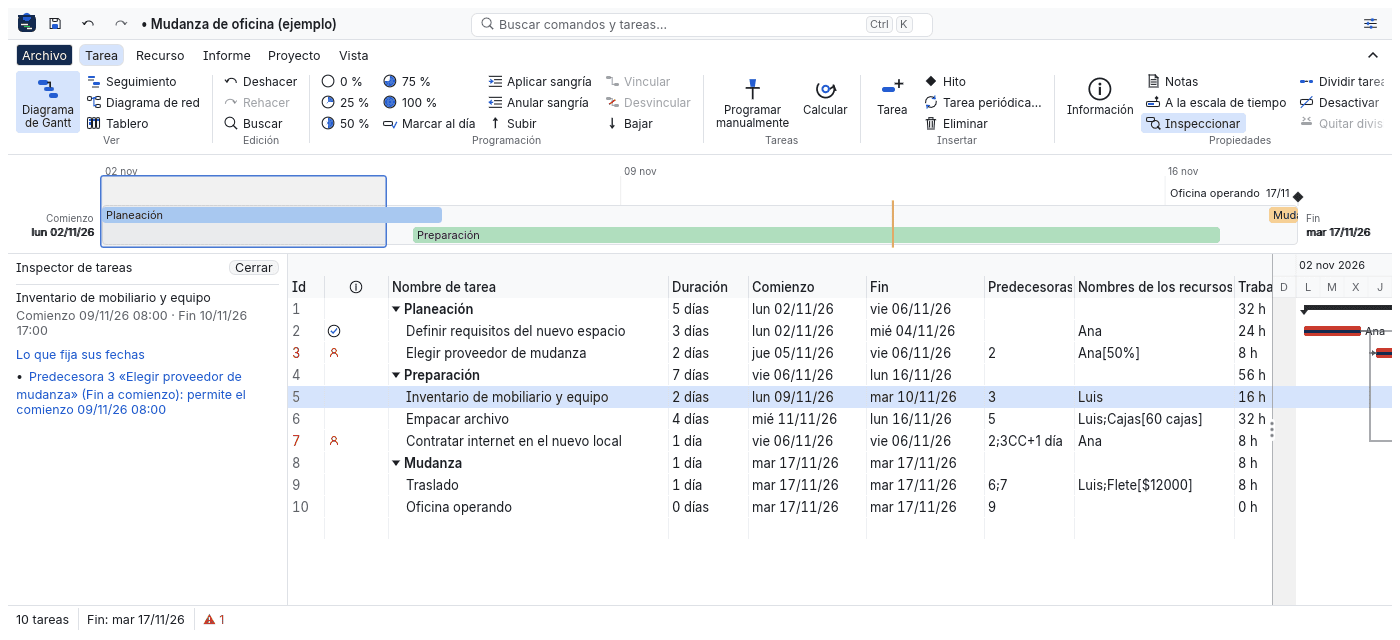 • Mudanza de oficina (ejemplo)
Buscar comandos y tareas...
Ctrl K
Archivo Tarea Recurso Informe Proyecto Vista
Diagrama de Gantt
Seguimiento
Diagrama de red
Tablero
Ver
Deshacer
Rehacer
Buscar
Edición
0 % 75 %
25 % 100 %
50 % Marcar al día
Aplicar sangría Vincular
Anular sangría Desvincular
Subir Bajar
Programación
Programar manualmente
Calcular
Tareas
Tarea
Hito
Tarea periódica...
Eliminar
Insertar
Información
Notas
A la escala de tiempo
Inspeccionar
Dividir tarea
Desactivar
Quitar divis
Propiedades
02 nov 09 nov 16 nov
Oficina operando 17/11
Comienzo
lun 02/11/26
Planeación
Preparación
Muda
Fin
mar 17/11/26
Inspector de tareas Cerrar
Inventario de mobiliario y equipo
Comienzo 09/11/26 08:00 · Fin 10/11/26
17:00
Lo que fija sus fechas
• Predecesora 3 «Elegir proveedor de
mudanza» (Fin a comienzo): permite el
comienzo 09/11/26 08:00
02 nov 2026
Id Nombre de tarea Duración Comienzo Fin Predecesoras Nombres de los recursos Traba D L M X J
1 Planeación 5 días lun 02/11/26 vie 06/11/26 32 h
2 Definir requisitos del nuevo espacio 3 días lun 02/11/26 mié 04/11/26 Ana 24 h Ana
3 Elegir proveedor de mudanza 2 días jue 05/11/26 vie 06/11/26 2 Ana[50%] 8 h
4 Preparación 7 días vie 06/11/26 lun 16/11/26 56 h
5 Inventario de mobiliario y equipo 2 días lun 09/11/26 mar 10/11/26 3 Luis 16 h
6 Empacar archivo 4 días mié 11/11/26 lun 16/11/26 5 Luis;Cajas[60 cajas] 32 h
7 Contratar internet en el nuevo local 1 día vie 06/11/26 vie 06/11/26 2;3CC+1 día Ana 8 h
8 Mudanza 1 día mar 17/11/26 mar 17/11/26 8 h
9 Traslado 1 día mar 17/11/26 mar 17/11/26 6;7 Luis;Flete[$12000] 8 h
10 Oficina operando 0 días mar 17/11/26 mar 17/11/26 9 0 h
10 tareas Fin: mar 17/11/26 1